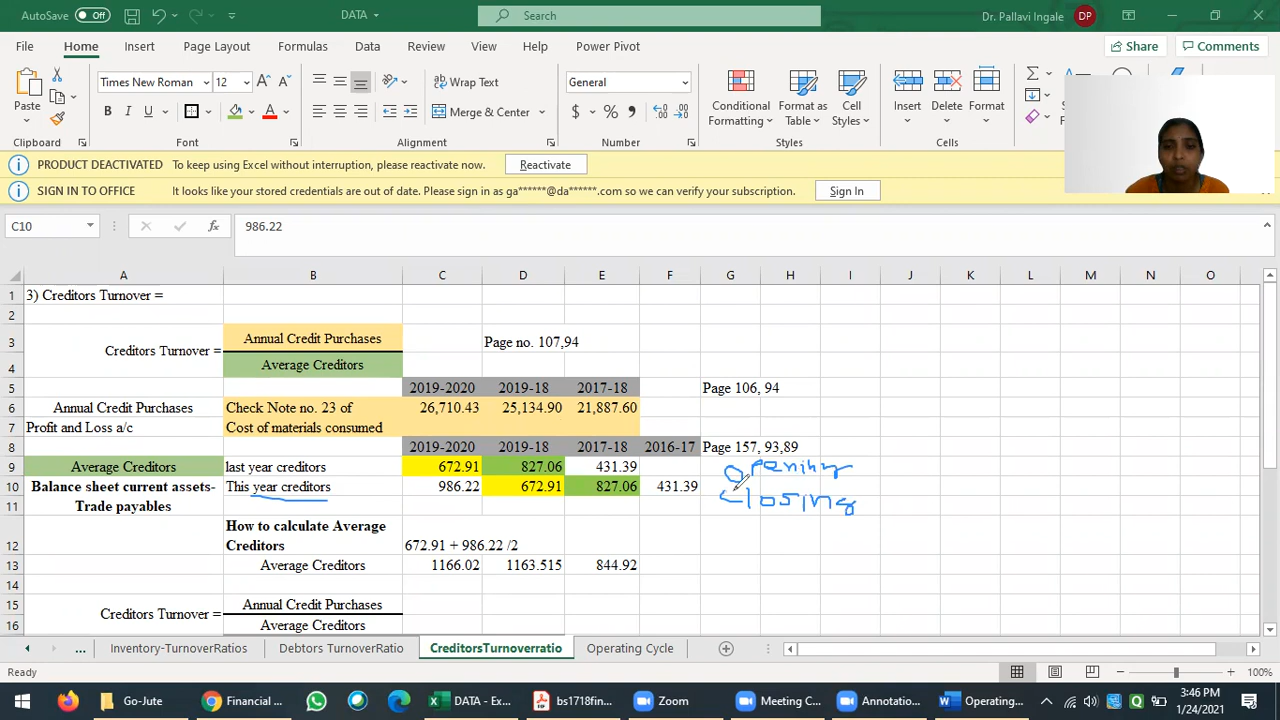 AutoSave Off DATA Search Dr. Pallavi Ingale DP
File Home Insert Page Layout Formulas Data Review View Help Power Pivot Share Comments
Paste Times New Roman 12 Wrap Text General Conditional Formatting Format as Table Cell Styles Insert Delete Format
B I U Merge & Center $ %
Clipboard Font Alignment Number Styles Cells
PRODUCT DEACTIVATED To keep using Excel without interruption, please reactivate now. Reactivate
SIGN IN TO OFFICE It looks like your stored credentials are out of date. Please sign in as ga******@da******.com so we can verify your subscription. Sign In
C10 fx 986.22
A B C D E F G H I J K L M N O
1 3) Creditors Turnover =
2
3 Annual Credit Purchases Page no. 107,94
Creditors Turnover =
4 Average Creditors
5 2019-2020 2019-18 2017-18 Page 106, 94
6 Annual Credit Purchases Check Note no. 23 of 26,710.43 25,134.90 21,887.60
7 Profit and Loss a/c Cost of materials consumed
8 2019-2020 2019-18 2017-18 2016-17 Page 157, 93,89
9 Average Creditors last year creditors 672.91 827.06 431.39 Opening
10 Balance sheet current assets- This year creditors 986.22 672.91 827.06 431.39 Closing
11 Trade payables
How to calculate Average
12 Creditors 672.91 + 986.22 /2
13 Average Creditors 1166.02 1163.515 844.92
14
15 Annual Credit Purchases
Creditors Turnover =
16 Average Creditors
... Inventory-TurnoverRatios Debtors TurnoverRatio CreditorsTurnoverratio Operating Cycle
Ready 100%
Go-Jute Financial ... DATA - Exc... bs1718fin... Zoom Meeting C... Annotatio... Operating... 3:46 PM
1/24/2021